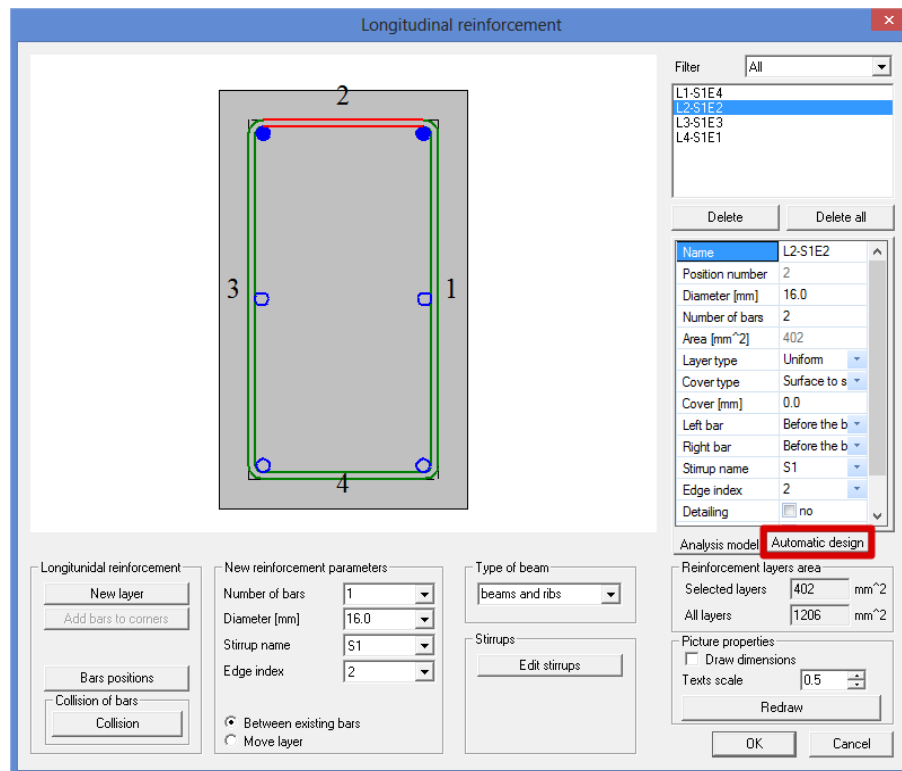 Longitudinal reinforcement
Filter All
L1-S1E4
L2-S1E2
L3-S1E3
L4-S1E1
Delete Delete all
Name L2-S1E2
Position number 2
Diameter [mm] 16.0
Number of bars 2
Area [mm^2] 402
Layer type Uniform
Cover type Surface to s
Cover [mm] 0.0
Left bar Before the b
Right bar Before the b
Stirrup name S1
Edge index 2
Detailing no
Analysis model Automatic design
2
3
1
4
Longitunidal reinforcement
New layer
Add bars to corners
Bars positions
Collision of bars
Collision
New reinforcement parameters
Number of bars 1
Diameter [mm] 16.0
Stirrup name S1
Edge index 2
Between existing bars
Move layer
Type of beam
beams and ribs
Stirrups
Edit stirrups
Reinforcement layers area
Selected layers 402 mm^2
All layers 1206 mm^2
Picture properties
Draw dimensions
Texts scale 0.5
Redraw
OK Cancel